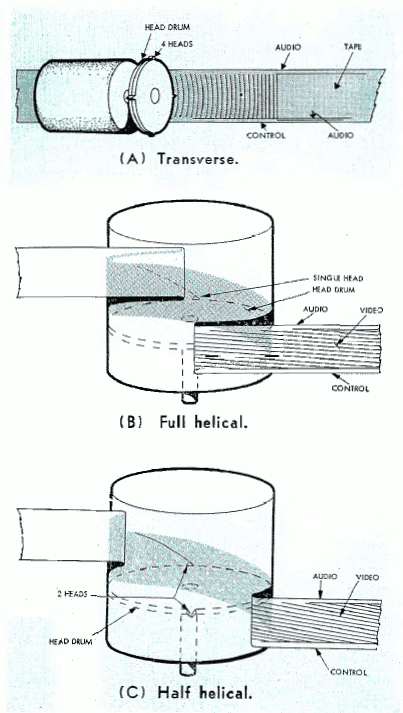 HEAD DRUM
4 HEADS
AUDIO
TAPE
CONTROL
AUDIO
(A) Transverse.
SINGLE HEAD
HEAD DRUM
AUDIO
VIDEO
CONTROL
(B) Full helical.
AUDIO
VIDEO
2 HEADS
HEAD DRUM
CONTROL
(C) Half helical.